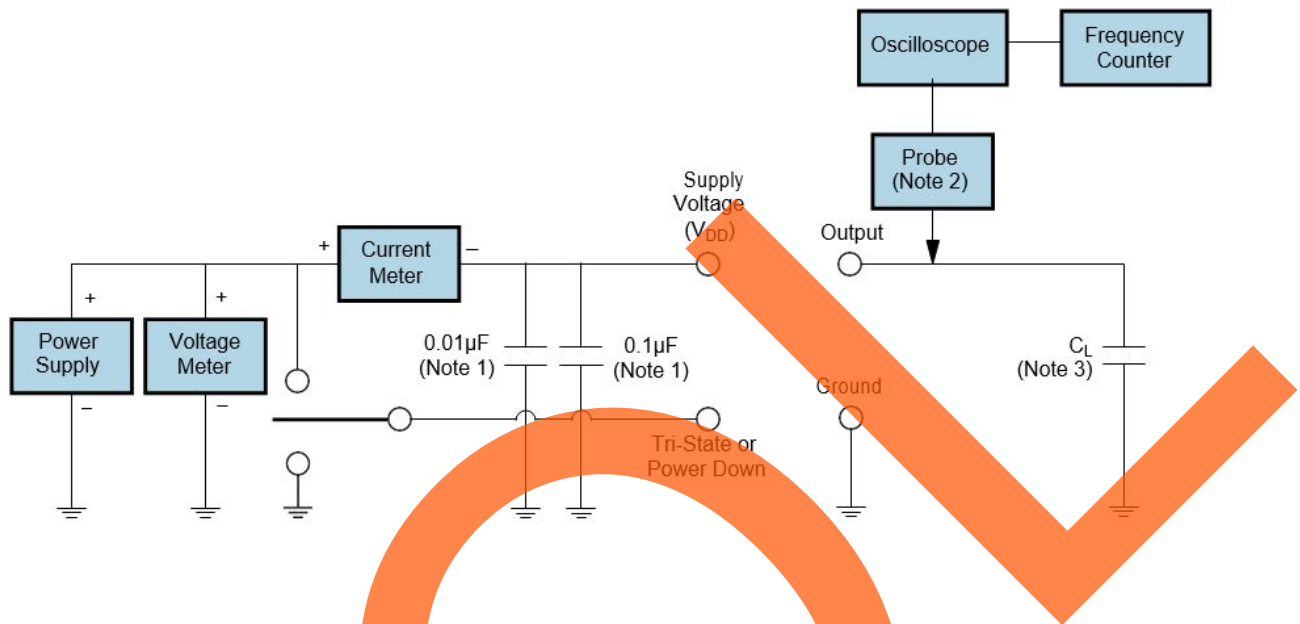 Oscilloscope
Frequency
Counter
Probe
(Note 2)
Supply
Voltage
(VDD)
Output
+
Current
Meter
–
+
+
Power
Supply
Voltage
Meter
0.01µF
(Note 1)
0.1µF
(Note 1)
CL
(Note 3)
–
–
Ground
Tri-State or
Power Down